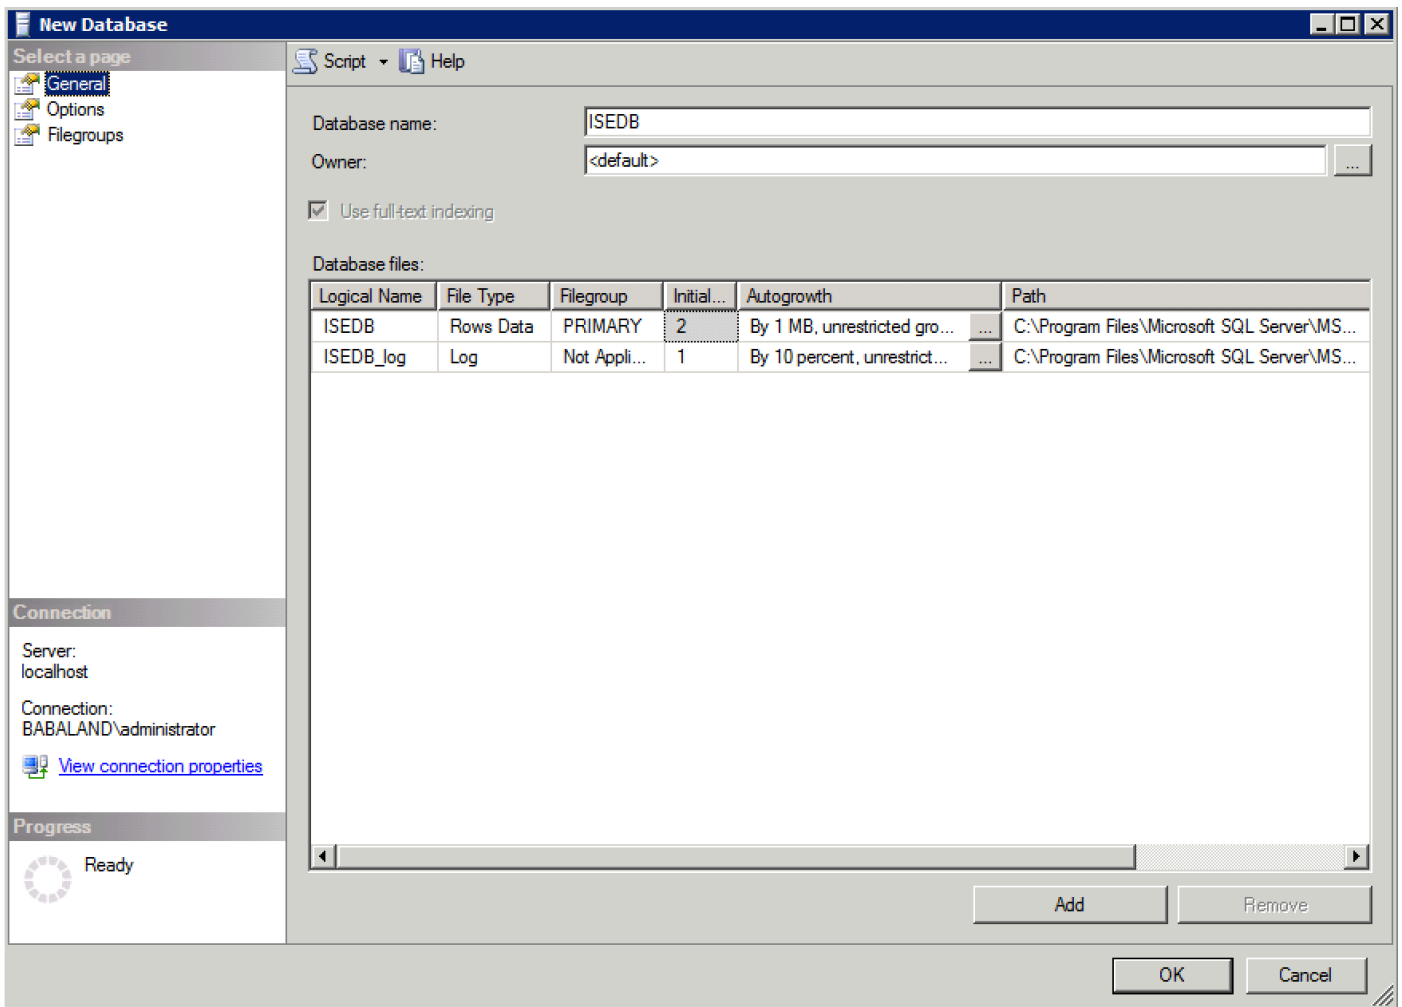 New Database
Select a page
General
Options
Filegroups
Script Help
Database name: ISEDB
Owner: <default> ...
Use full-text indexing
Database files:
Logical Name File Type Filegroup Initial... Autogrowth Path
ISEDB Rows Data PRIMARY 2 By 1 MB, unrestricted gro... ... C:\Program Files\Microsoft SQL Server\MS...
ISEDB_log Log Not Appli... 1 By 10 percent, unrestrict... ... C:\Program Files\Microsoft SQL Server\MS...
Connection
Server:
localhost
Connection:
BABALAND\administrator
View connection properties
Progress
Ready
Add Remove
OK Cancel